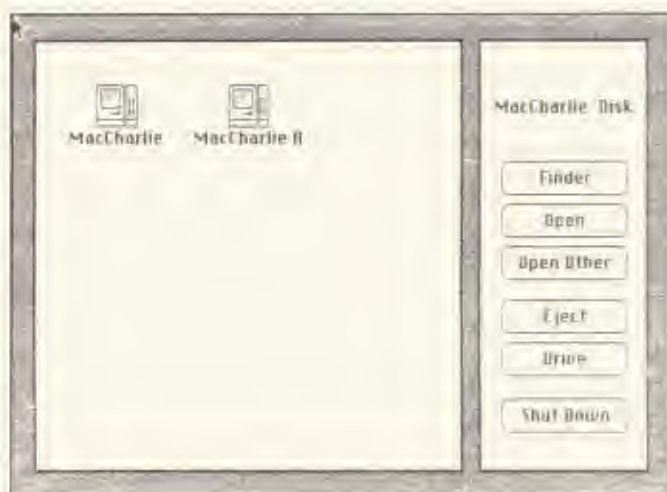 MacCharlie MacCharlie A
MacCharlie Disk
Finder
Open
Open Other
Eject
Drive
Shut Down